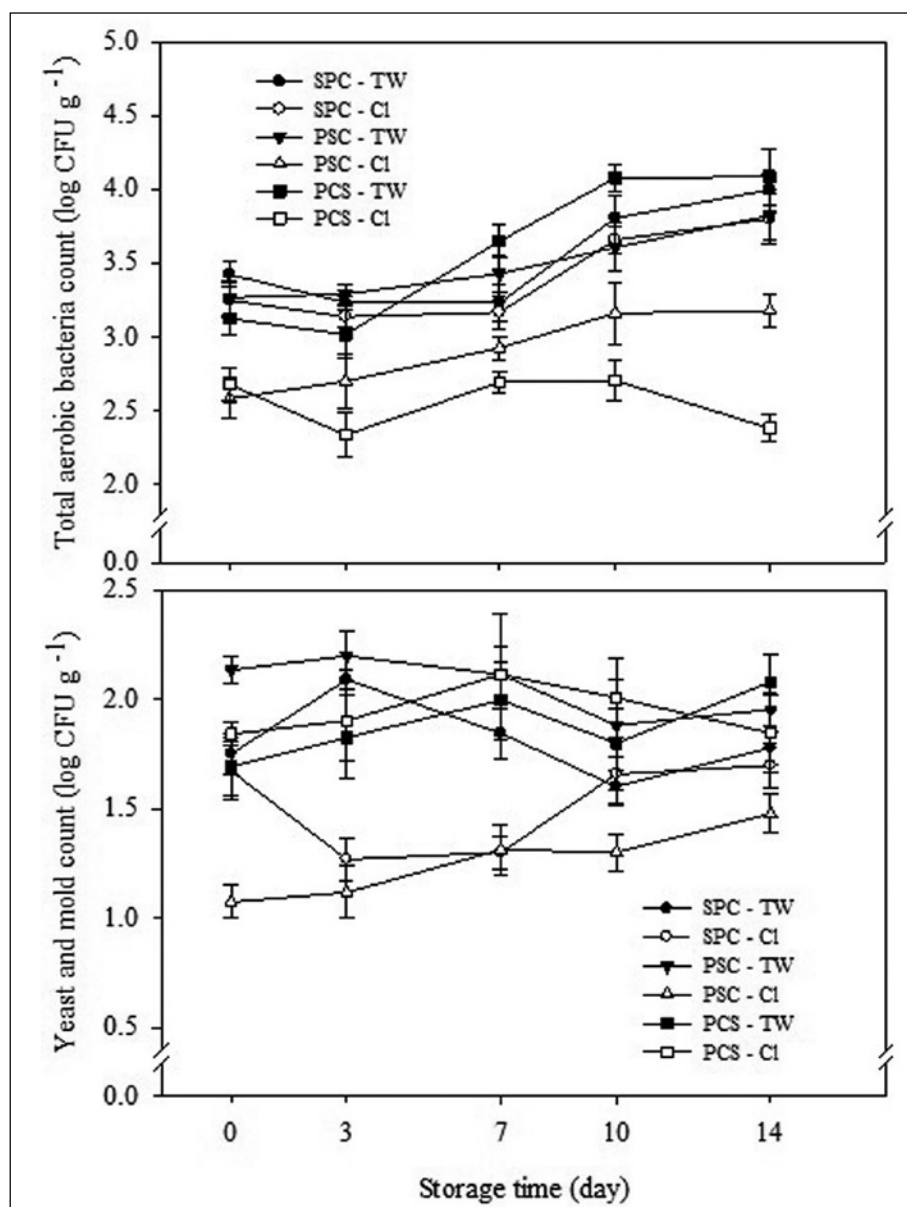 Total aerobic bacteria count (log CFU g -1)
5.0
4.5
4.0
3.5
3.0
2.5
2.0
0.0
SPC - TW
SPC - Cl
PSC - TW
PSC - Cl
PCS - TW
PCS - Cl
Yeast and mold count (log CFU g -1)
2.5
2.0
1.5
1.0
0.5
0.0
SPC - TW
SPC - Cl
PSC - TW
PSC - Cl
PCS - TW
PCS - Cl
0 3 7 10 14
Storage time (day)